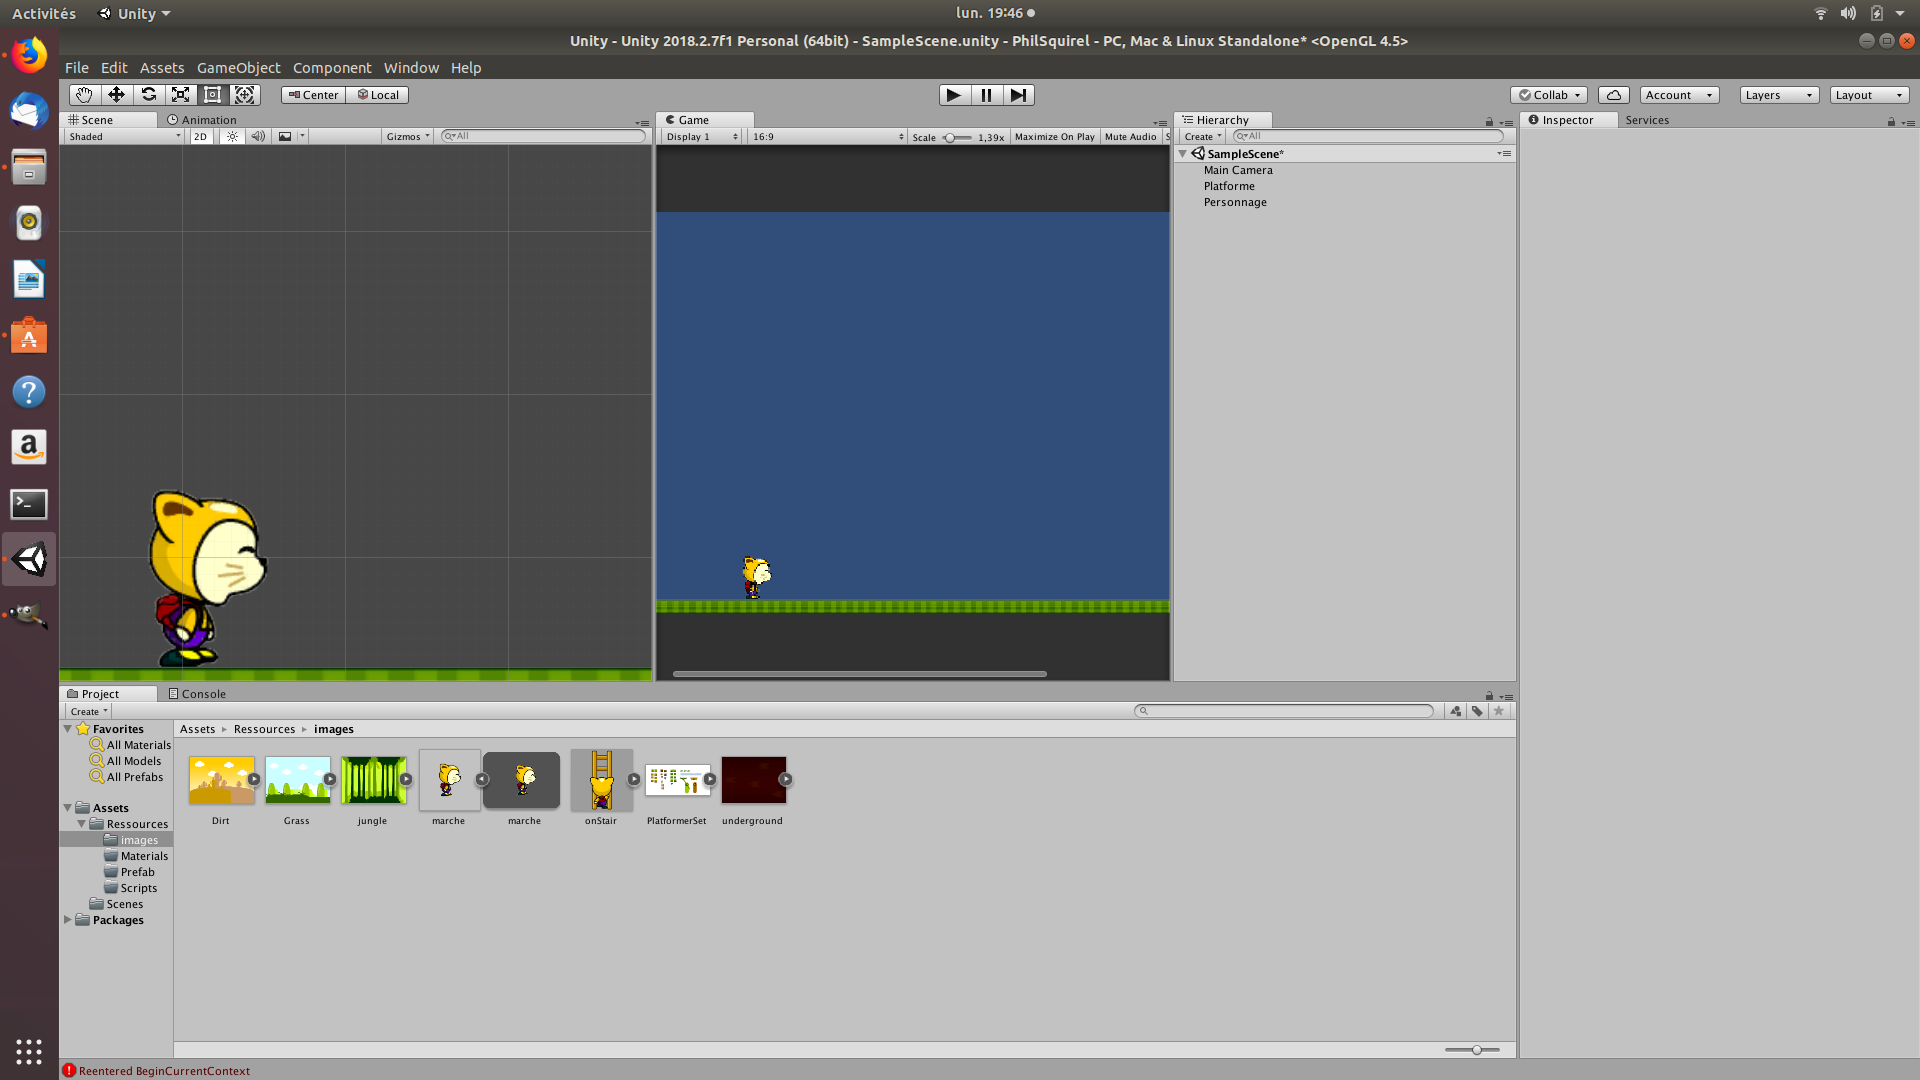 Activités Unity lun. 19:46
Unity - Unity 2018.2.7f1 Personal (64bit) - SampleScene.unity - PhilSquirel - PC, Mac & Linux Standalone* <OpenGL 4.5>
File Edit Assets GameObject Component Window Help
Center Local Collab Account Layers Layout
Scene Animation Game Hierarchy Inspector Services
Shaded 2D Gizmos All Display 1 16:9 Scale 1,39x Maximize On Play Mute Audio S Create All
SampleScene*
Main Camera
Platforme
Personnage
Project Console
Create
Favorites
All Materials
All Models
All Prefabs
Assets
Ressources
images
Materials
Prefab
Scripts
Scenes
Packages
Assets Ressources images
Dirt Grass jungle marche marche onStair PlatformerSet underground
Reentered BeginCurrentContext